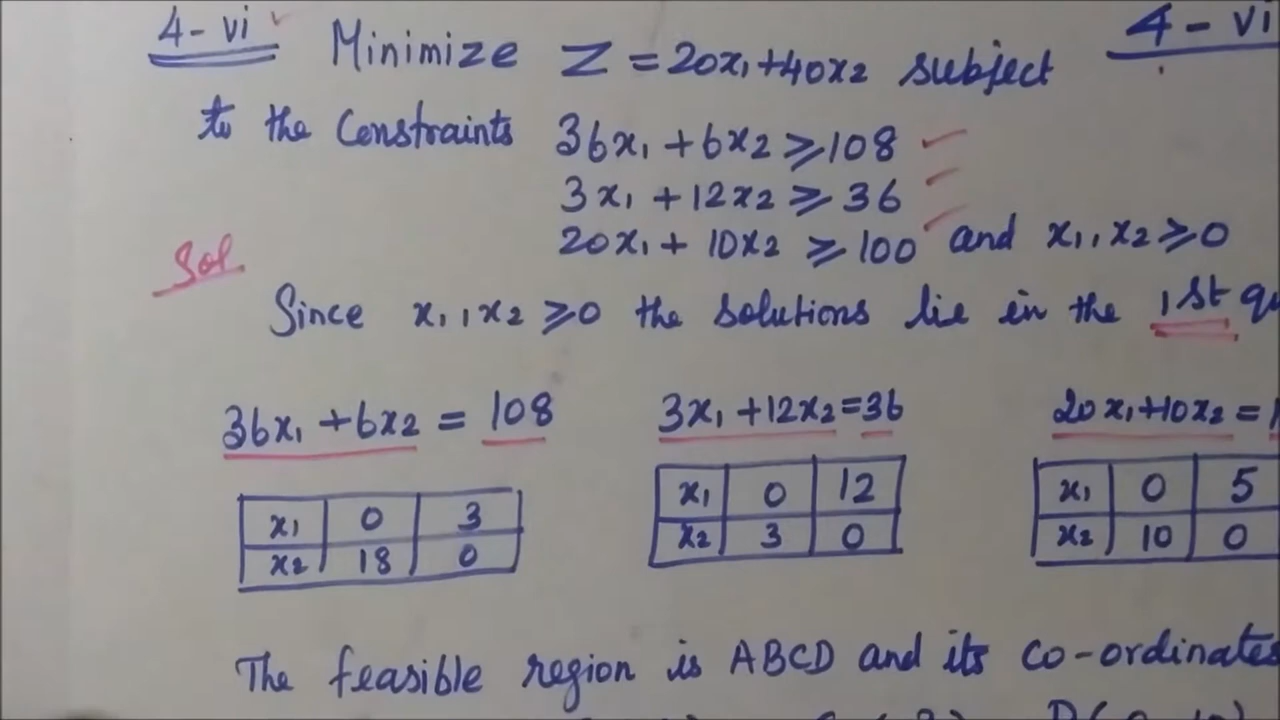 4-vi Minimize Z = 20x₁+40x₂ subject 4-vi
to the Constraints 36x₁ + 6x₂ ⩾ 108
3x₁ + 12x₂ ⩾ 36
20x₁ + 10x₂ ⩾ 100 and x₁, x₂ ⩾ 0
Sol
Since x₁, x₂ ⩾ 0 the solutions lie in the 1st
36x₁ + 6x₂ = 108 3x₁ + 12x₂ = 36 20x₁+10x₂ =
x₁ 0 3 x₁ 0 12 x₁ 0 5
x₂ 18 0 x₂ 3 0 x₂ 10 0
The feasible region is ABCD and its co-ordinates